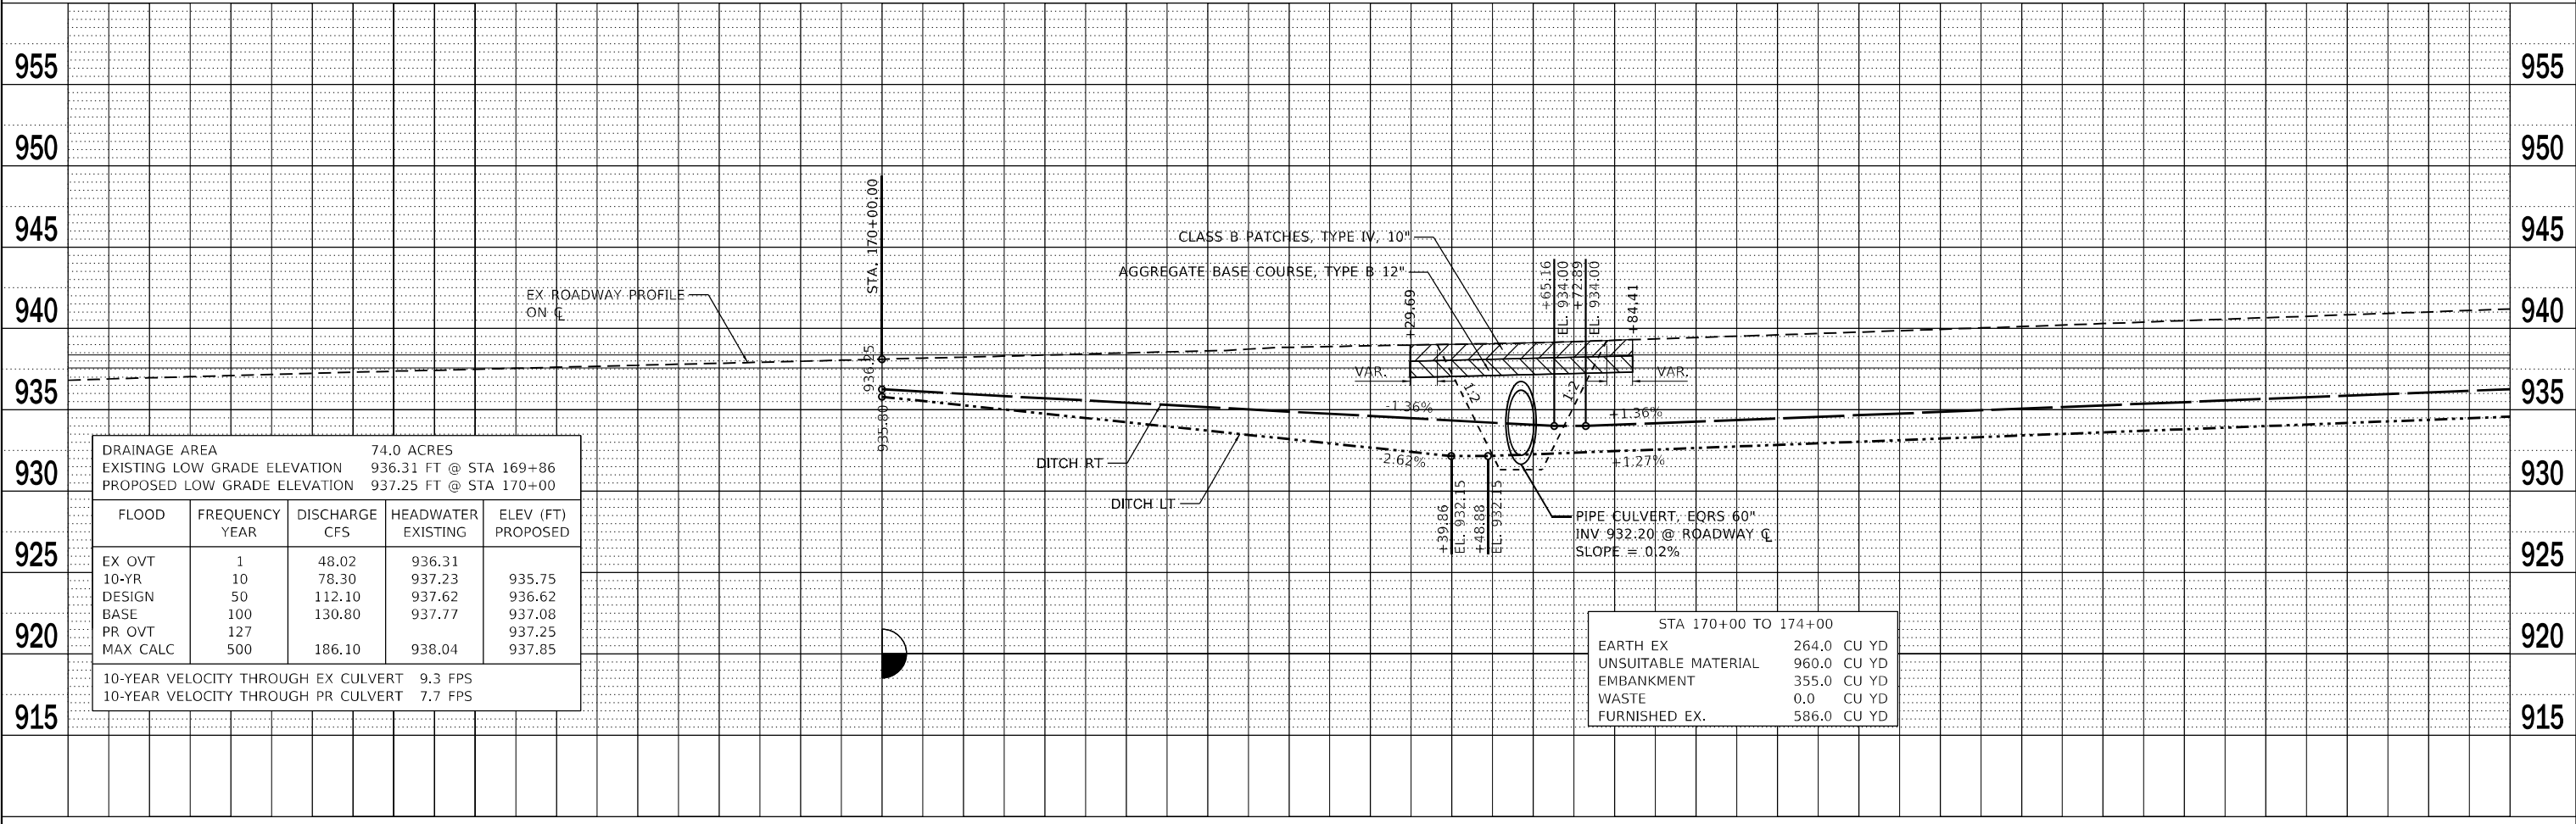 955
955
950
950
945
945
940
940
935
935
930
930
925
925
920
920
915
915
EX ROADWAY PROFILE
ON ℄
STA. 170+00.00
936.25
935.80
CLASS B PATCHES, TYPE IV, 10"
AGGREGATE BASE COURSE, TYPE B 12"
+29.69
+65.16
EL. 934.00
+72.89
EL. 934.00
+84.41
VAR.
VAR.
1:2
1:2
-1.36%
+1.36%
-2.62%
+1.27%
DITCH RT
DITCH LT
+39.86
EL. 932.15
+48.88
EL. 932.15
PIPE CULVERT, EQRS 60"
INV 932.20 @ ROADWAY ℄
SLOPE = 0.2%
DRAINAGE AREA 74.0 ACRES
EXISTING LOW GRADE ELEVATION 936.31 FT @ STA 169+86
PROPOSED LOW GRADE ELEVATION 937.25 FT @ STA 170+00
FLOOD FREQUENCY DISCHARGE HEADWATER ELEV (FT)
YEAR CFS EXISTING PROPOSED
EX OVT 1 48.02 936.31
10-YR 10 78.30 937.23 935.75
DESIGN 50 112.10 937.62 936.62
BASE 100 130.80 937.77 937.08
PR OVT 127 937.25
MAX CALC 500 186.10 938.04 937.85
10-YEAR VELOCITY THROUGH EX CULVERT 9.3 FPS
10-YEAR VELOCITY THROUGH PR CULVERT 7.7 FPS
STA 170+00 TO 174+00
EARTH EX 264.0 CU YD
UNSUITABLE MATERIAL 960.0 CU YD
EMBANKMENT 355.0 CU YD
WASTE 0.0 CU YD
FURNISHED EX. 586.0 CU YD